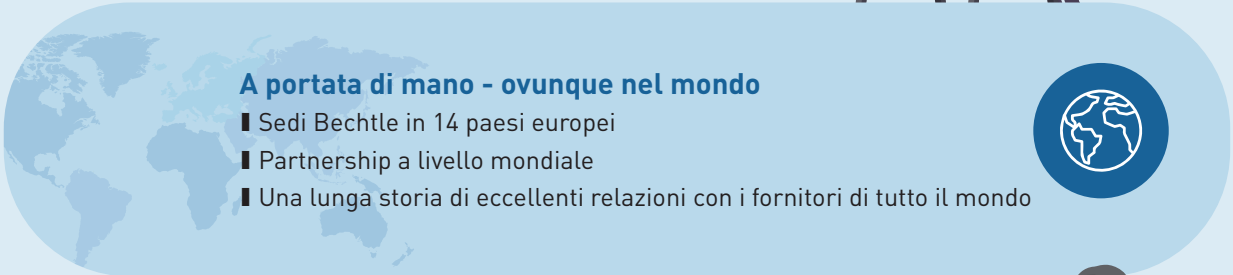 A portata di mano - ovunque nel mondo
❚ Sedi Bechtle in 14 paesi europei
❚ Partnership a livello mondiale
❚ Una lunga storia di eccellenti relazioni con i fornitori di tutto il mondo